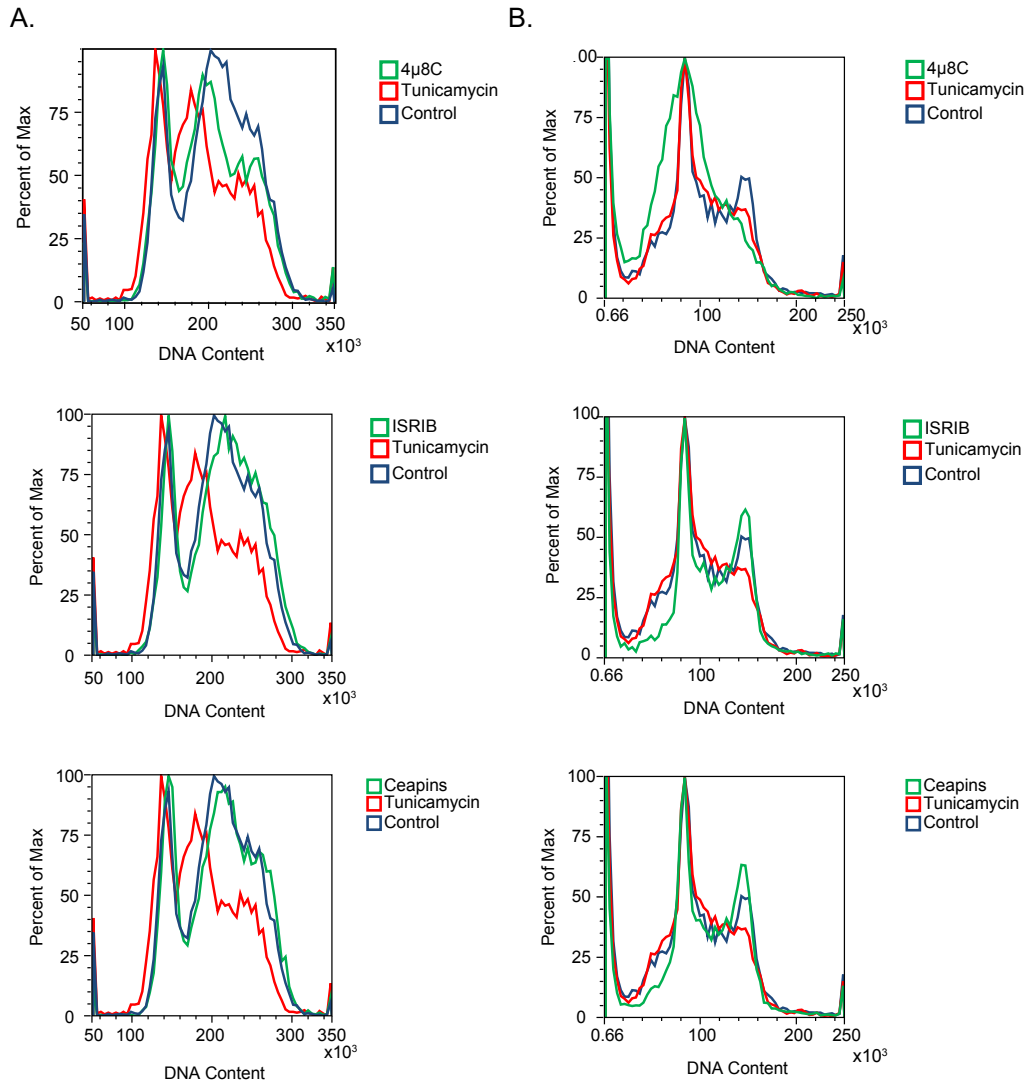 A.
4µ8C
Tunicamycin
Control
Percent of Max
75
50
25
0
50 100 200 300 350
x10³
DNA Content
ISRIB
Tunicamycin
Control
Percent of Max
100
75
50
25
0
50 100 200 300 350
x10³
DNA Content
Ceapins
Tunicamycin
Control
Percent of Max
100
75
50
25
0
50 100 200 300 350
x10³
DNA Content
B.
4µ8C
Tunicamycin
Control
Percent of Max
.00
75
50
25
0
0.66 100 200 250
x10³
DNA Content
ISRIB
Tunicamycin
Control
Percent of Max
100
75
50
25
0
0.66 100 200 250
x10³
DNA Content
Ceapins
Tunicamycin
Control
Percent of Max
100
75
50
25
0
0.66 100 200 250
x10³
DNA Content